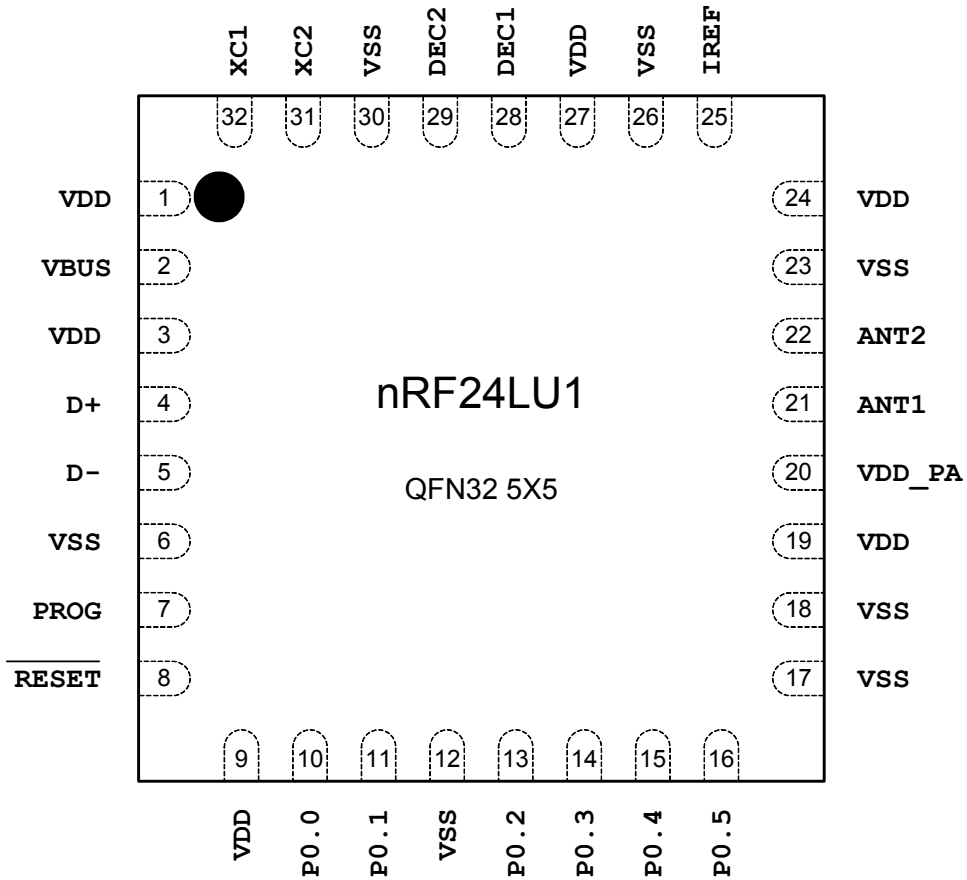 XC1
XC2
VSS
DEC2
DEC1
VDD
VSS
IREF
32 31 30 29 28 27 26 25
VDD 1 24 VDD
VBUS 2 23 VSS
VDD 3 22 ANT2
D+ 4 nRF24LU1 21 ANT1
D- 5 QFN32 5X5 20 VDD_PA
VSS 6 19 VDD
PROG 7 18 VSS
RESET 8 17 VSS
9 10 11 12 13 14 15 16
VDD
P0.0
P0.1
VSS
P0.2
P0.3
P0.4
P0.5